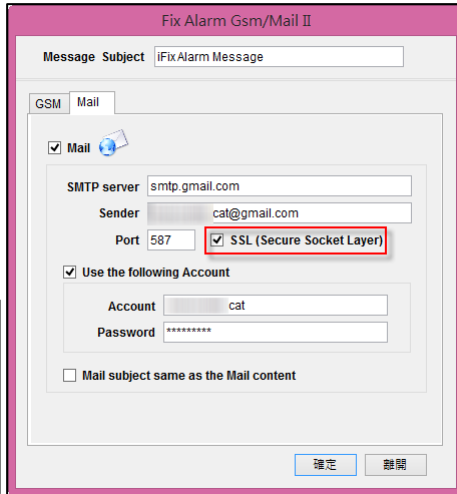 Fix Alarm Gsm/Mail II
Message Subject iFixAlarm Message
GSM Mail
Mail
SMTP server smtp.gmail.com
Sender cat@gmail.com
Port 587 SSL (Secure Socket Layer)
Use the following Account
Account cat
Password *********
Mail subject same as the Mail content
確定 離開